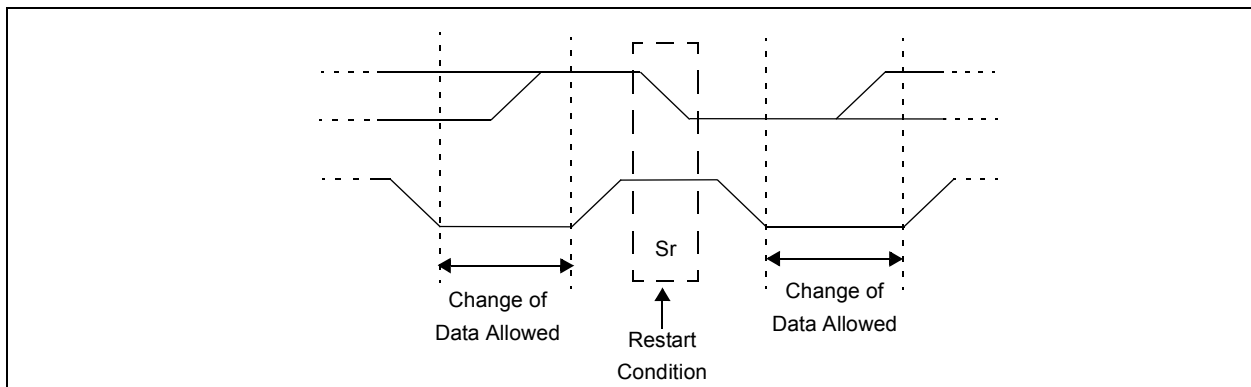 Sr
Change of
Data Allowed
Restart
Condition
Change of
Data Allowed